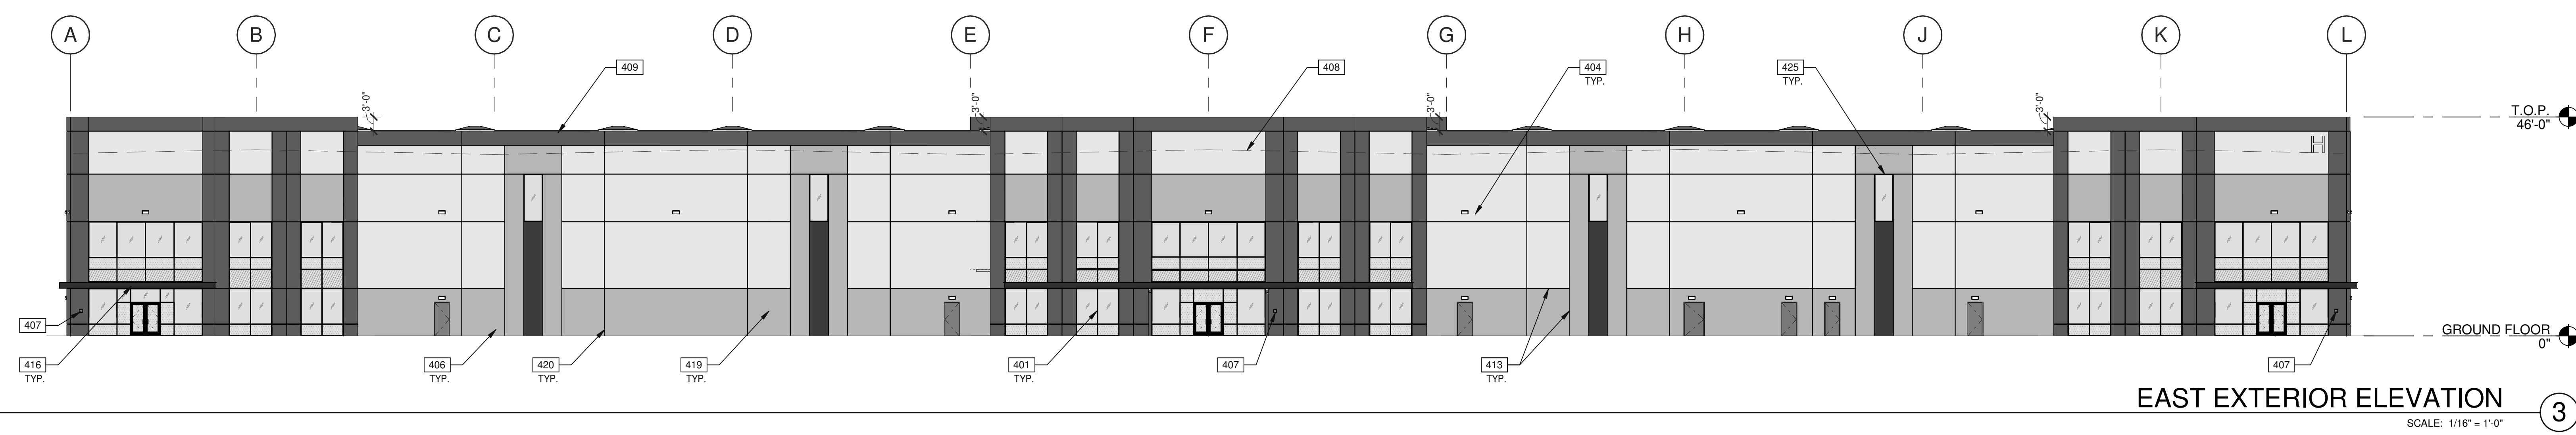 A B C D E F G H J K L
409 408 404 425
TYP. TYP.
3'-0" 3'-0" 3'-0" 3'-0"
T.O.P.
46'-0"
H
407
GROUND FLOOR
0"
416 406 420 419 401 407 413 407
TYP. TYP. TYP. TYP. TYP. TYP.
EAST EXTERIOR ELEVATION
3
SCALE: 1/16" = 1'-0"